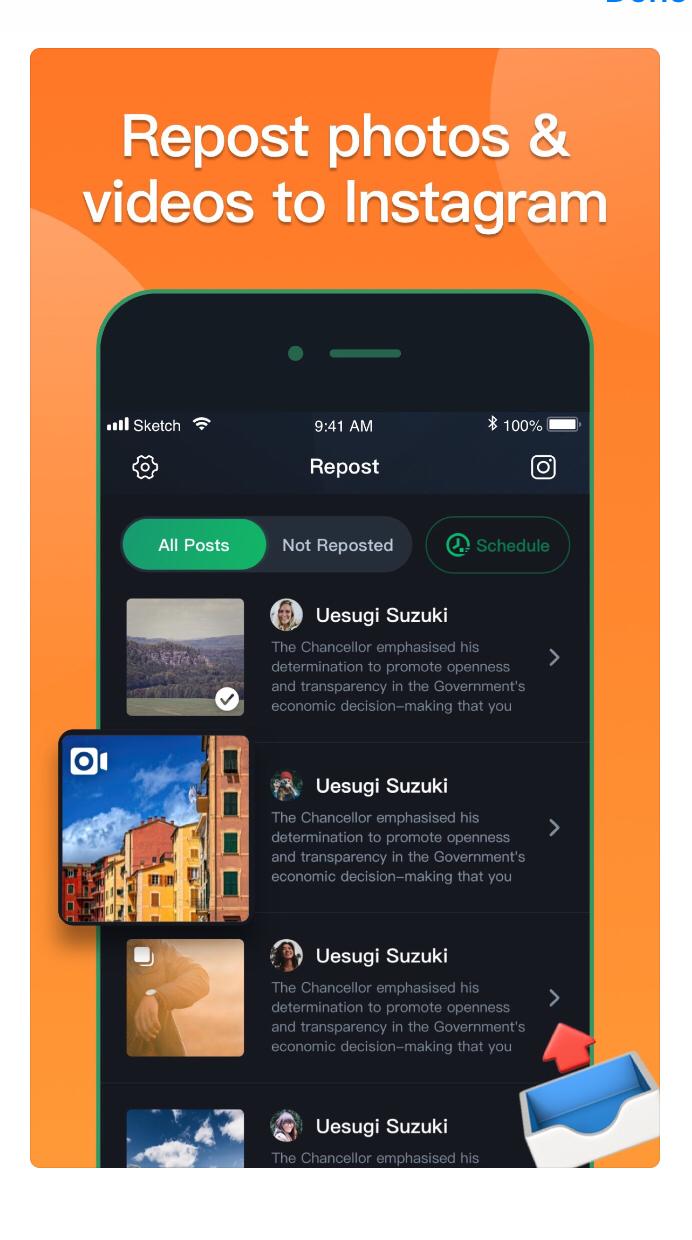 Done
Repost photos &
videos to Instagram
Sketch 9:41 AM 100%
Repost
All Posts Not Reposted Schedule
Uesugi Suzuki
The Chancellor emphasised his
determination to promote openness
and transparency in the Government's
economic decision-making that you
Uesugi Suzuki
The Chancellor emphasised his
determination to promote openness
and transparency in the Government's
economic decision-making that you
Uesugi Suzuki
The Chancellor emphasised his
determination to promote openness
and transparency in the Government's
economic decision-making that you
Uesugi Suzuki
The Chancellor emphasised his